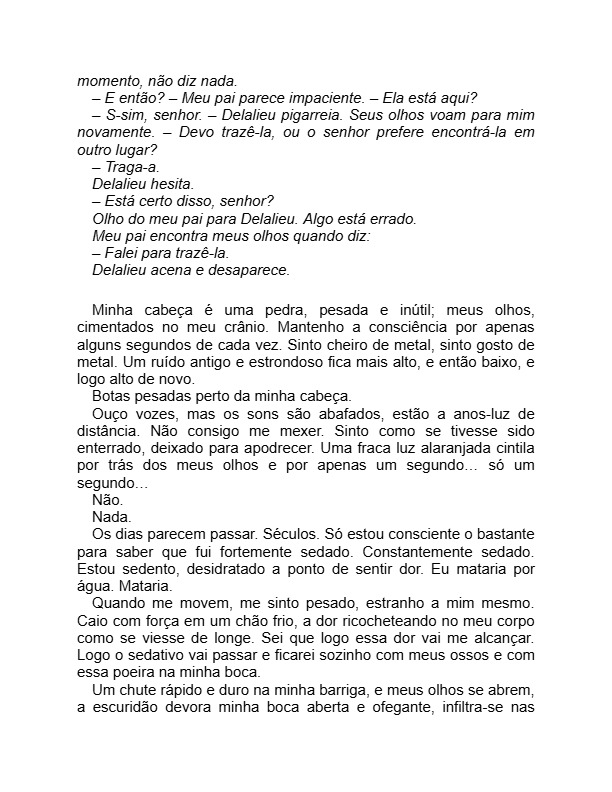 momento, não diz nada.
– E então? – Meu pai parece impaciente. – Ela está aqui?
– S-sim, senhor. – Delalieu pigarreia. Seus olhos voam para mim
novamente. – Devo trazê-la, ou o senhor prefere encontrá-la em
outro lugar?
– Traga-a.
Delalieu hesita.
– Está certo disso, senhor?
Olho do meu pai para Delalieu. Algo está errado.
Meu pai encontra meus olhos quando diz:
– Falei para trazê-la.
Delalieu acena e desaparece.
Minha cabeça é uma pedra, pesada e inútil; meus olhos,
cimentados no meu crânio. Mantenho a consciência por apenas
alguns segundos de cada vez. Sinto cheiro de metal, sinto gosto de
metal. Um ruído antigo e estrondoso fica mais alto, e então baixo, e
logo alto de novo.
Botas pesadas perto da minha cabeça.
Ouço vozes, mas os sons são abafados, estão a anos-luz de
distância. Não consigo me mexer. Sinto como se tivesse sido
enterrado, deixado para apodrecer. Uma fraca luz alaranjada cintila
por trás dos meus olhos e por apenas um segundo… só um
segundo…
Não.
Nada.
Os dias parecem passar. Séculos. Só estou consciente o bastante
para saber que fui fortemente sedado. Constantemente sedado.
Estou sedento, desidratado a ponto de sentir dor. Eu mataria por
água. Mataria.
Quando me movem, me sinto pesado, estranho a mim mesmo.
Caio com força em um chão frio, a dor ricocheteando no meu corpo
como se viesse de longe. Sei que logo essa dor vai me alcançar.
Logo o sedativo vai passar e ficarei sozinho com meus ossos e com
essa poeira na minha boca.
Um chute rápido e duro na minha barriga, e meus olhos se abrem,
a escuridão devora minha boca aberta e ofegante, infiltra-se nas